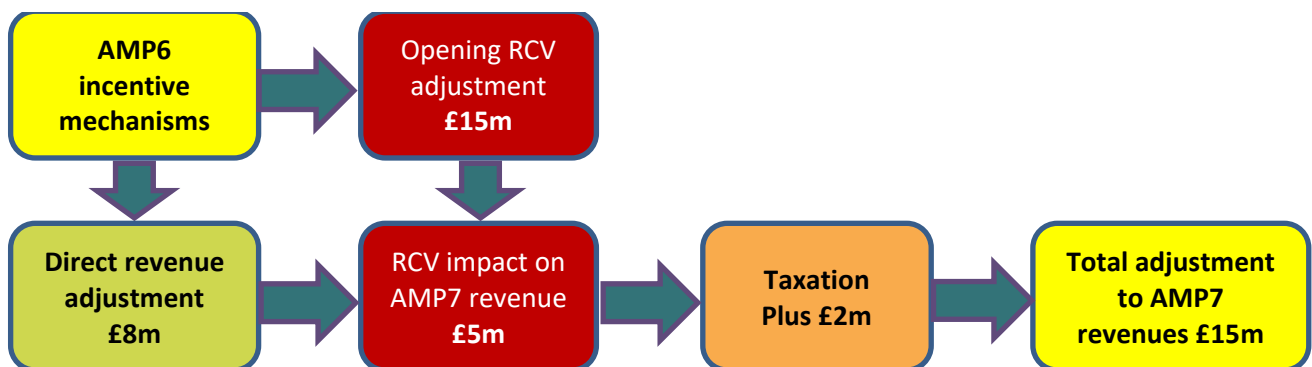 AMP6
incentive
mechanisms
Opening RCV
adjustment
£15m
Direct revenue
adjustment
£8m
RCV impact on
AMP7 revenue
£5m
Taxation
Plus £2m
Total adjustment
to AMP7
revenues £15m